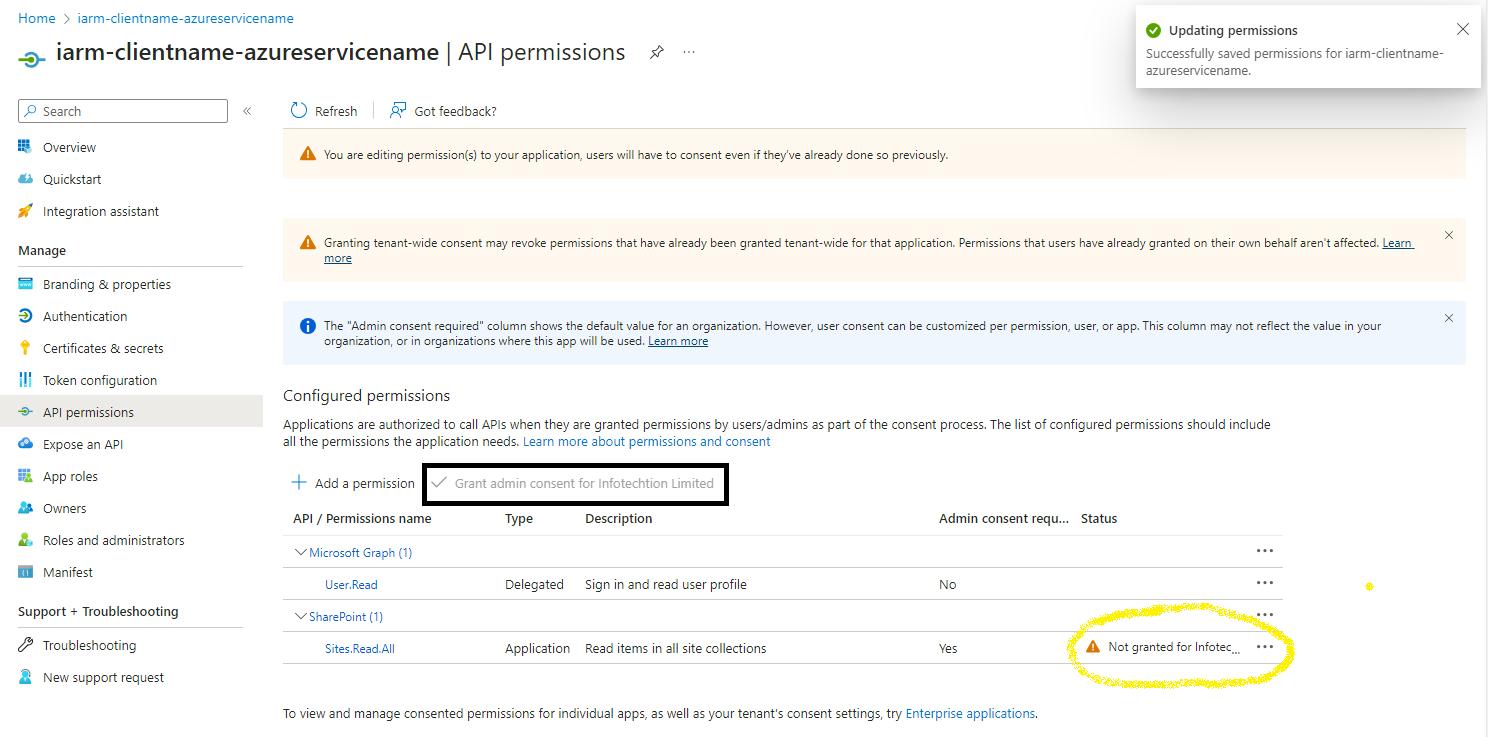 Home > iarm-clientname-azureservicename
iarm-clientname-azureservicename | API permissions
Updating permissions
Successfully saved permissions for iarm-clientname-
azureservicename.
Search
Overview
Quickstart
Integration assistant
Manage
Branding & properties
Authentication
Certificates & secrets
Token configuration
API permissions
Expose an API
App roles
Owners
Roles and administrators
Manifest
Support + Troubleshooting
Troubleshooting
New support request
Refresh
Got feedback?
You are editing permission(s) to your application, users will have to consent even if they've already done so previously.
Granting tenant-wide consent may revoke permissions that have already been granted tenant-wide for that application. Permissions that users have already granted on their own behalf aren't affected. Learn
more
The "Admin consent required" column shows the default value for an organization. However, user consent can be customized per permission, user, or app. This column may not reflect the value in your
organization, or in organizations where this app will be used. Learn more
Configured permissions
Applications are authorized to call APIs when they are granted permissions by users/admins as part of the consent process. The list of configured permissions should include
all the permissions the application needs. Learn more about permissions and consent
Add a permission
Grant admin consent for Infotechtion Limited
API / Permissions name Type Description Admin consent requ... Status
Microsoft Graph (1)
User.Read Delegated Sign in and read user profile No
SharePoint (1)
Sites.Read.All Application Read items in all site collections Yes Not granted for Infotec...
To view and manage consented permissions for individual apps, as well as your tenant's consent settings, try Enterprise applications.